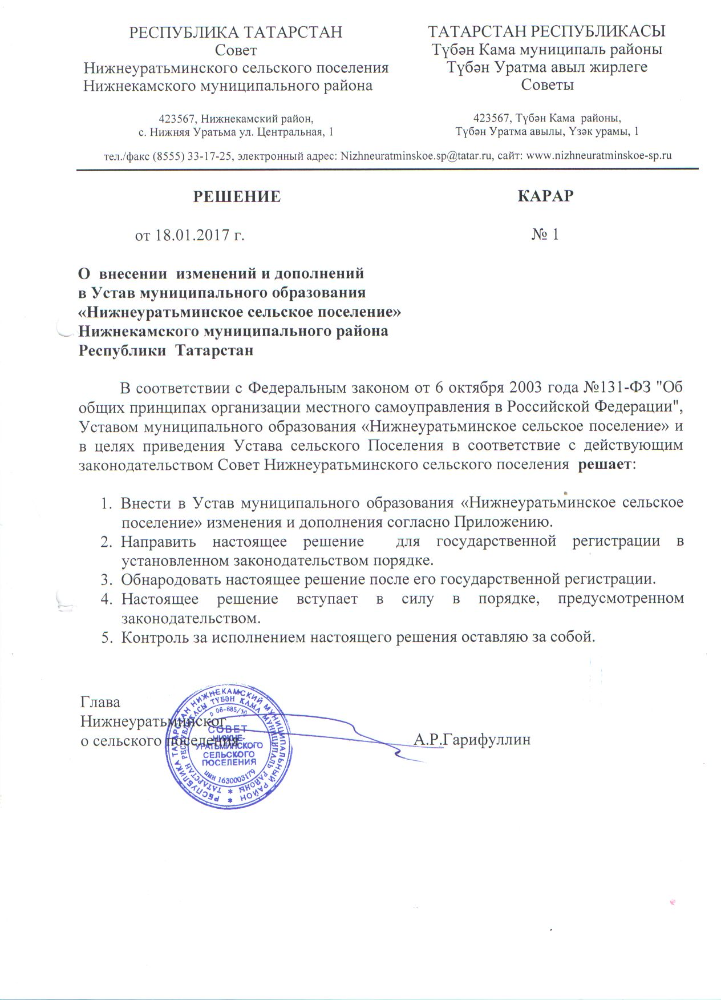 РЕСПУБЛИКА ТАТАРСТАН
Совет
Нижнеуратьминского сельского поселения
Нижнекамского муниципального района
423567, Нижнекамский район,
с. Нижняя Уратьма ул. Центральная, 1
ТАТАРСТАН РЕСПУБЛИКАСЫ
Түбән Кама муниципаль районы
Түбән Уратма авыл жирлеге
Советы
423567, Түбән Кама районы,
Түбән Уратма авылы, Үзәк урамы, 1
тел./факс (8555) 33-17-25, электронный адрес: Nizhneuratminskoe.sp@tatar.ru, сайт: www.nizhneuratminskoe-sp.ru
РЕШЕНИЕ КАРАР
от 18.01.2017 г. № 1
О внесении изменений и дополнений
в Устав муниципального образования
«Нижнеуратьминское сельское поселение»
Нижнекамского муниципального района
Республики Татарстан
В соответствии с Федеральным законом от 6 октября 2003 года №131-ФЗ "Об
общих принципах организации местного самоуправления в Российской Федерации",
Уставом муниципального образования «Нижнеуратьминское сельское поселение» и
в целях приведения Устава сельского Поселения в соответствие с действующим
законодательством Совет Нижнеуратьминского сельского поселения решает:
1. Внести в Устав муниципального образования «Нижнеуратьминское сельское
поселение» изменения и дополнения согласно Приложению.
2. Направить настоящее решение для государственной регистрации в
установленном законодательством порядке.
3. Обнародовать настоящее решение после его государственной регистрации.
4. Настоящее решение вступает в силу в порядке, предусмотренном
законодательством.
5. Контроль за исполнением настоящего решения оставляю за собой.
Глава
Нижнеуратьминског
о сельского поселения А.Р.Гарифуллин
РЕСПУБЛИКА ТАТАРСТАН НИЖНЕКАМСКИЙ МУНИЦИПАЛЬНЫЙ РАЙОН
ТАТАРСТАН РЕСПУБЛИКАСЫ ТҮБӘН КАМА МУНИЦИПАЛЬ РАЙОНЫ
06-685/10
СОВЕТ
НИЖНЕ-
УРАТЬМИНСКОГО
СЕЛЬСКОГО
ПОСЕЛЕНИЯ
ИНН 1630003179